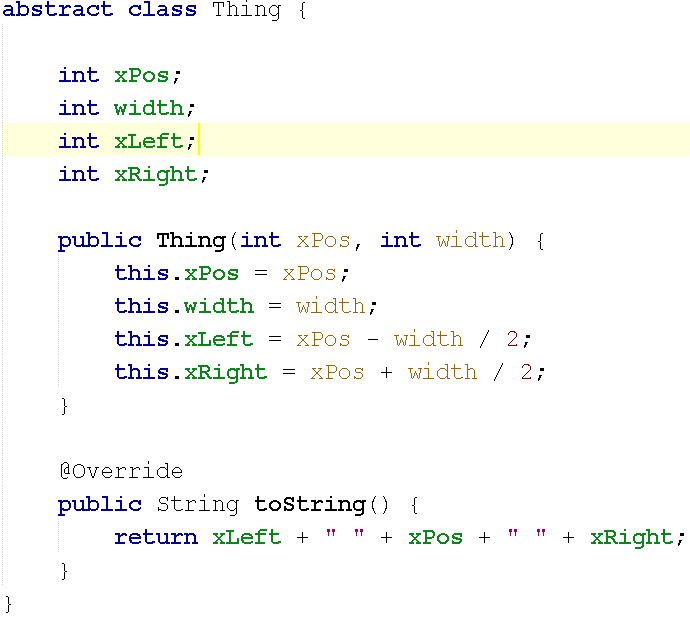 abstract class Thing {
int xPos;
int width;
int xLeft;
int xRight;
public Thing(int xPos, int width) {
this.xPos = xPos;
this.width = width;
this.xLeft = xPos - width / 2;
this.xRight = xPos + width / 2;
}
@Override
public String toString() {
return xLeft + " " + xPos + " " + xRight;
}
}